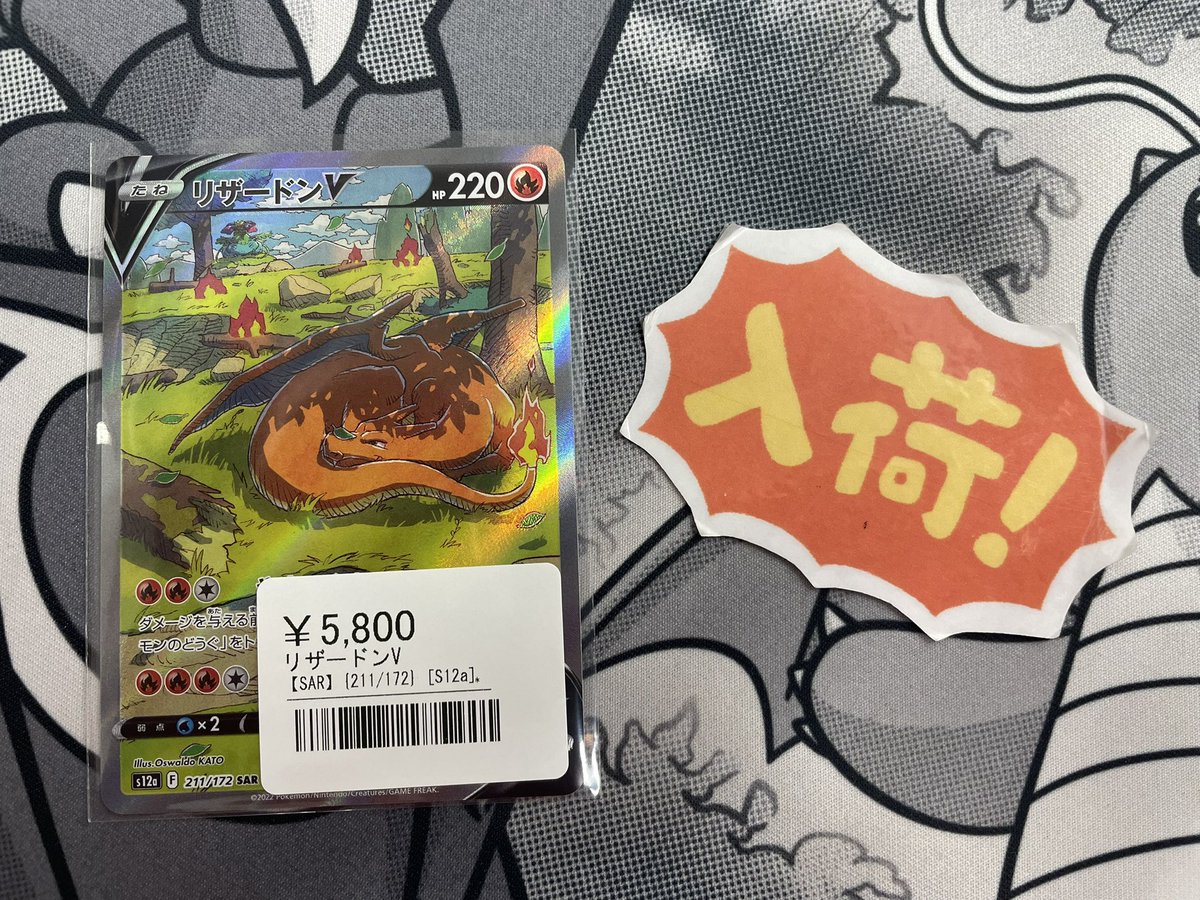 たね リザードンV HP 220
ダメージを与える
モンのどうぐ」をト
弱点 ×2
Illus.Oswaldo KATO
s12a F 211/172 SAR
©2022 Pokémon/Nintendo/Creatures/GAME FREAK.
¥5,800
リザードンV
【SAR】{211/172} [S12a]*
入荷!